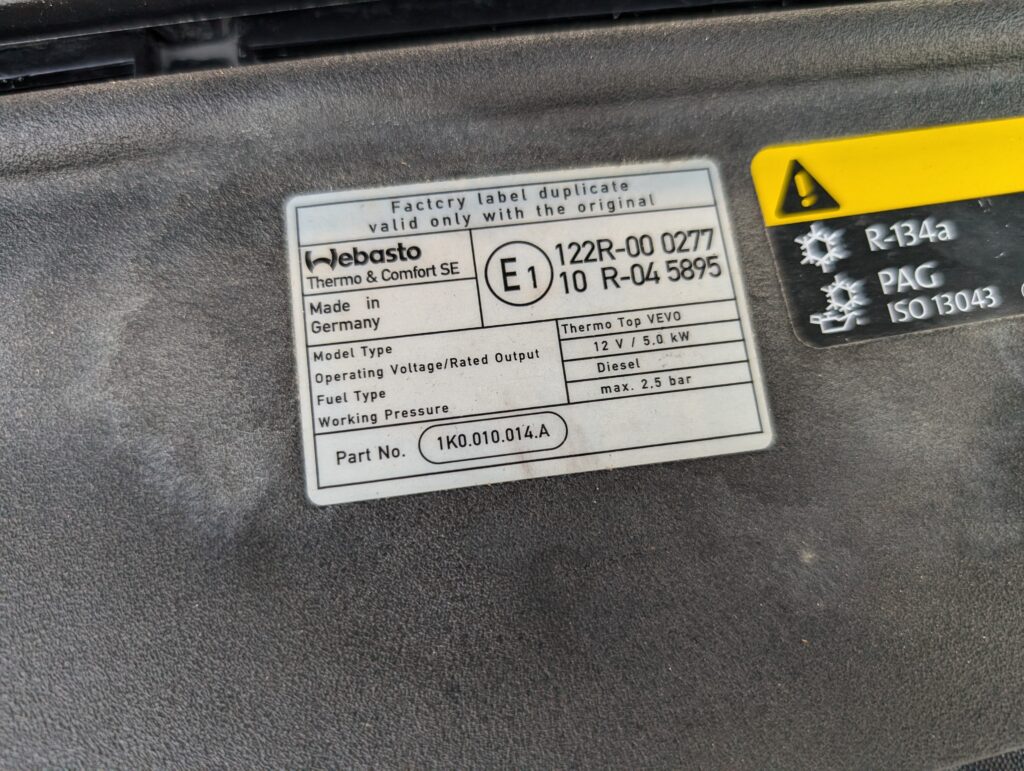 Factory label duplicate
valid only with the original
Webasto
Thermo & Comfort SE
Made in
Germany
E1
122R-00 0277
10 R-04 5895
Model Type
Operating Voltage/Rated Output
Fuel Type
Working Pressure
Thermo Top VEVO
12 V / 5.0 kW
Diesel
max. 2,5 bar
Part No. 1K0.010.014.A
R-134a
PAG
ISO 13043